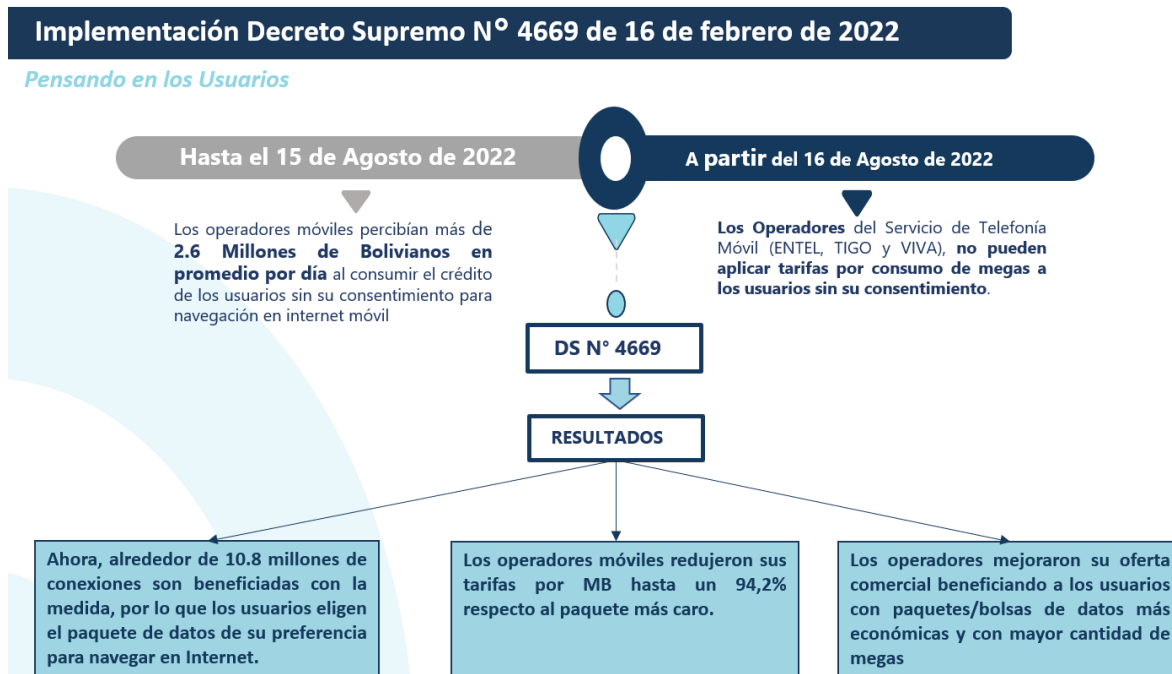 Implementación Decreto Supremo N° 4669 de 16 de febrero de 2022
Pensando en los Usuarios
Hasta el 15 de Agosto de 2022
Los operadores móviles percibían más de
2.6 Millones de Bolivianos en
promedio por día al consumir el crédito
de los usuarios sin su consentimiento para
navegación en internet móvil
A partir del 16 de Agosto de 2022
Los Operadores del Servicio de Telefonía
Móvil (ENTEL, TIGO y VIVA), no pueden
aplicar tarifas por consumo de megas a
los usuarios sin su consentimiento.
DS N° 4669
RESULTADOS
Ahora, alrededor de 10.8 millones de
conexiones son beneficiadas con la
medida, por lo que los usuarios eligen
el paquete de datos de su preferencia
para navegar en Internet.
Los operadores móviles redujeron sus
tarifas por MB hasta un 94,2%
respecto al paquete más caro.
Los operadores mejoraron su oferta
comercial beneficiando a los usuarios
con paquetes/bolsas de datos más
económicas y con mayor cantidad de
megas